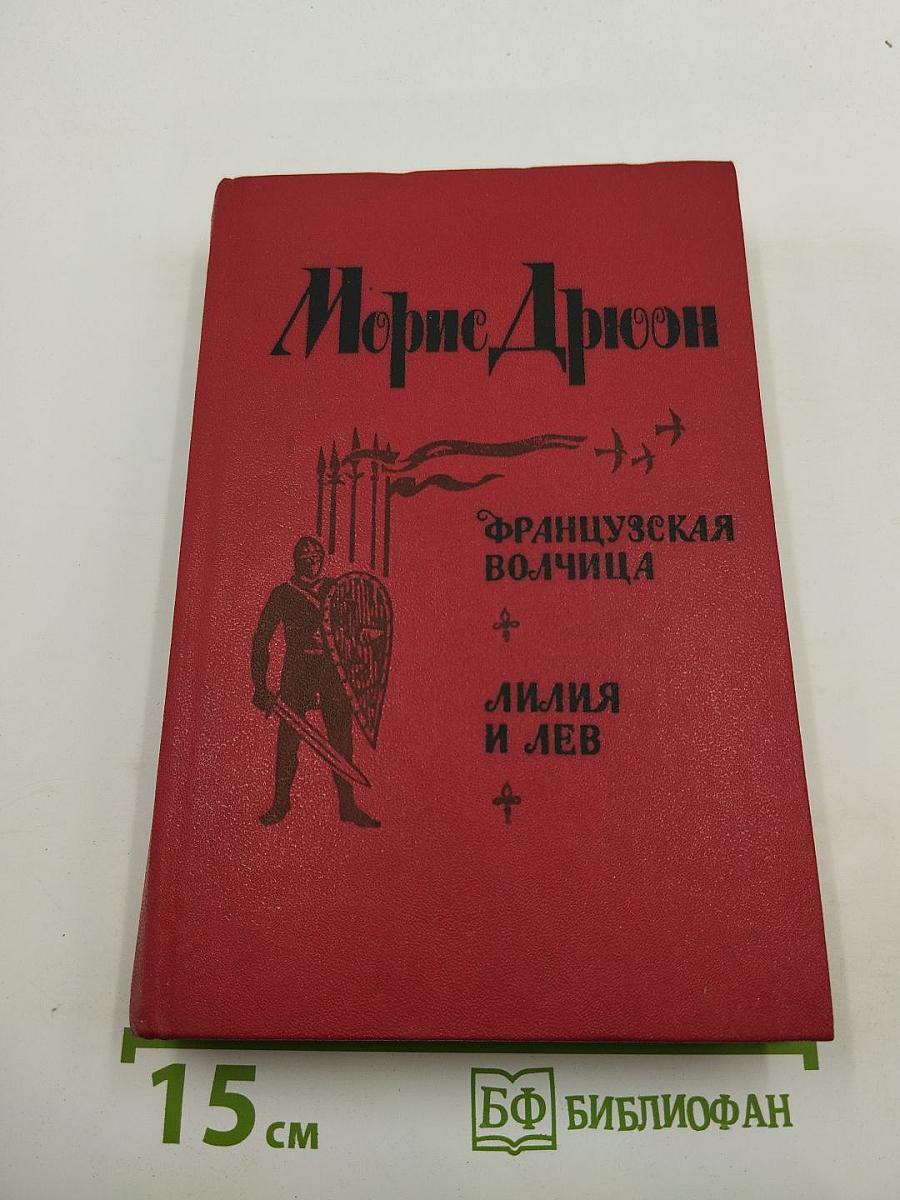 Морис Дрюон
ФРАНЦУЗСКАЯ
ВОЛЧИЦА
ЛИЛИЯ
И ЛЕВ
15 см
БФ БИБЛИОФАН